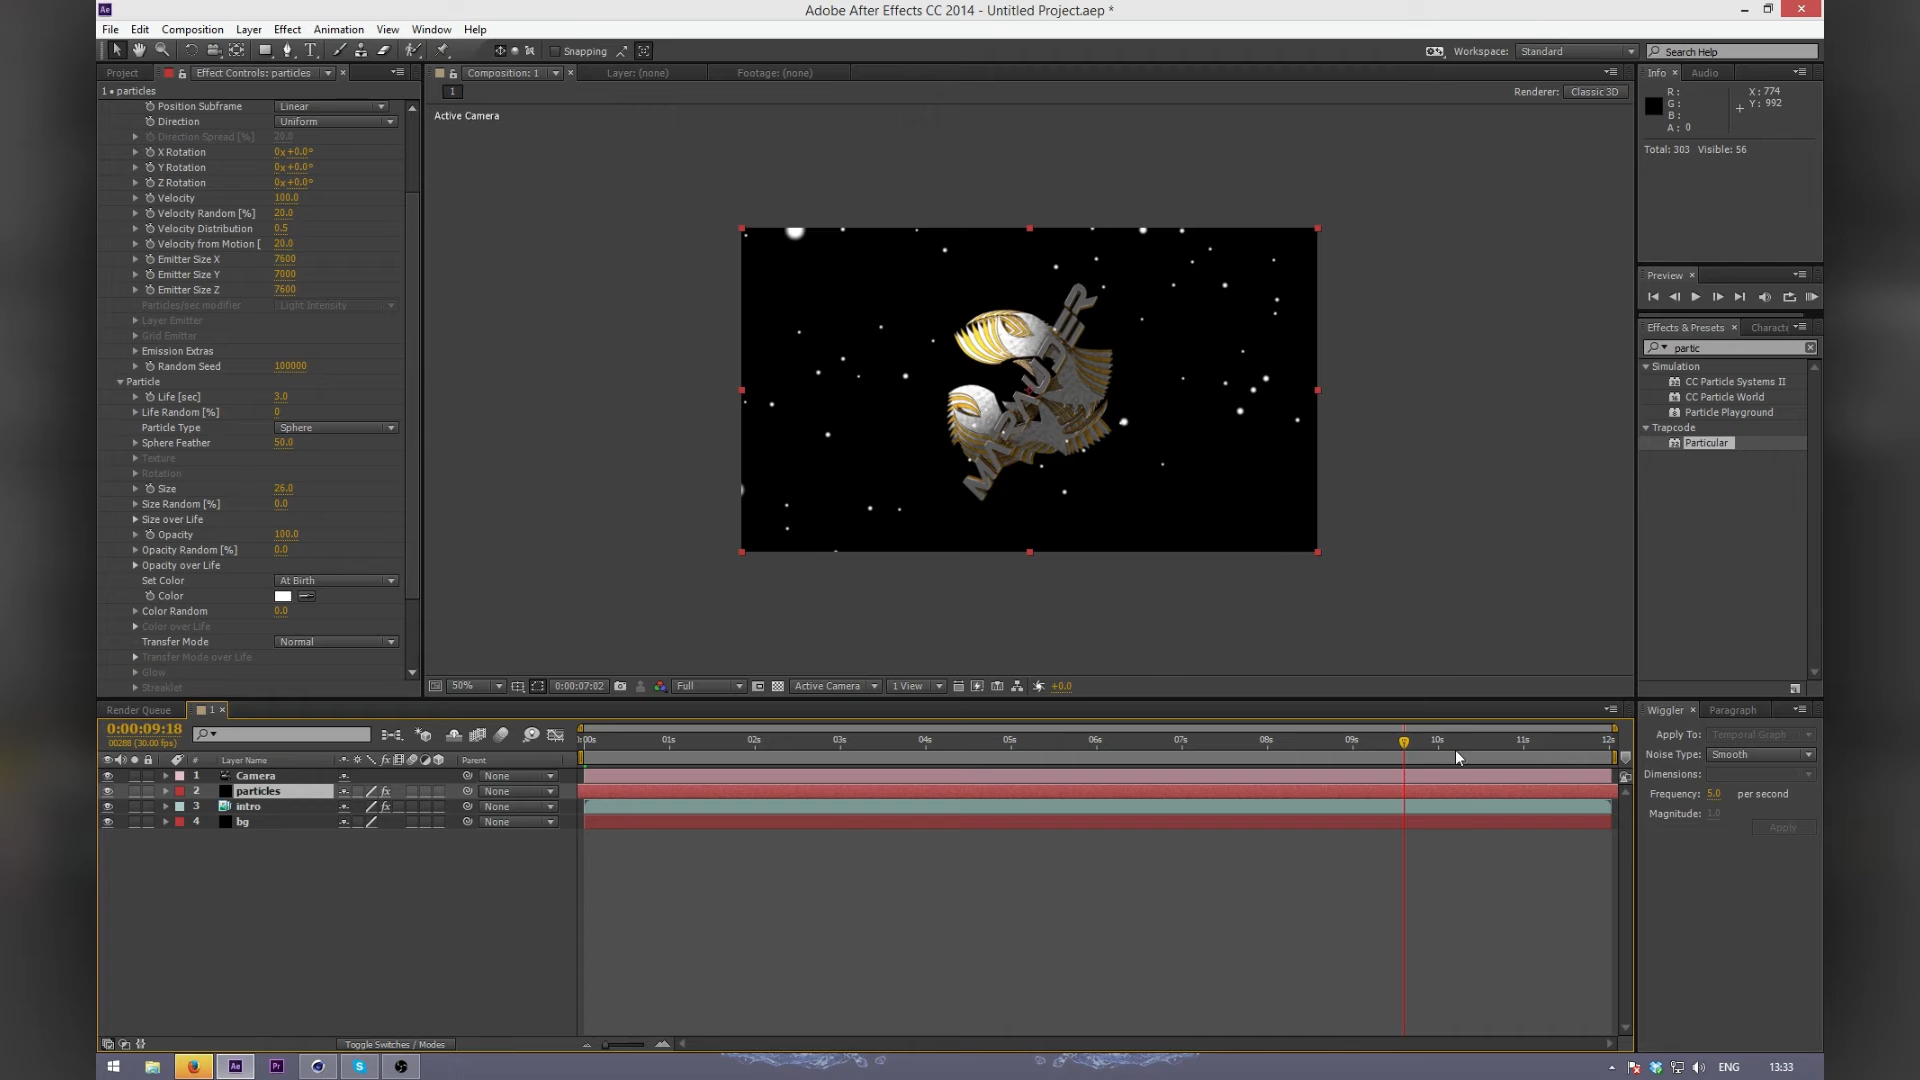 Adobe After Effects CC 2014 - Untitled Project.aep *
File Edit Composition Layer Effect Animation View Window Help
Snapping
Workspace: Standard
Search Help
Project
Effect Controls: particles
1 • particles
Position Subframe Linear
Direction Uniform
Direction Spread [%] 20.0
X Rotation 0x+0.0°
Y Rotation 0x+0.0°
Z Rotation 0x+0.0°
Velocity 100.0
Velocity Random [%] 20.0
Velocity Distribution 0.5
Velocity from Motion [ 20.0
Emitter Size X 7600
Emitter Size Y 7000
Emitter Size Z 7600
Particles/sec modifier Light Intensity
Layer Emitter
Grid Emitter
Emission Extras
Random Seed 100000
Particle
Life [sec] 3.0
Life Random [%] 0
Particle Type Sphere
Sphere Feather 50.0
Texture
Rotation
Size 26.0
Size Random [%] 0.0
Size over Life
Opacity 100.0
Opacity Random [%] 0.0
Opacity over Life
Set Color At Birth
Color
Color Random 0.0
Color over Life
Transfer Mode Normal
Transfer Mode over Life
Glow
Streaklet
Composition: 1
Layer: (none)
Footage: (none)
1
Renderer: Classic 3D
Active Camera
50% 0:00:07:02 Full Active Camera 1 View +0.0
Info Audio
R: X: 774
G: Y: 992
B:
A: 0
Total: 303 Visible: 56
Preview
Effects & Presets Characte
partic
Simulation
CC Particle Systems II
CC Particle World
Particle Playground
Trapcode
Particular
Render Queue 1
0:00:09:18
00288 (30.00 fps)
# Layer Name Parent
1 Camera None
2 particles None
3 intro None
4 bg None
):00s 01s 02s 03s 04s 05s 06s 07s 08s 09s 10s 11s 12s
Toggle Switches / Modes
Wiggler Paragraph
Apply To: Temporal Graph
Noise Type: Smooth
Dimensions:
Frequency: 5.0 per second
Magnitude: 1.0
Apply
Ae Pr S
ENG 13:33